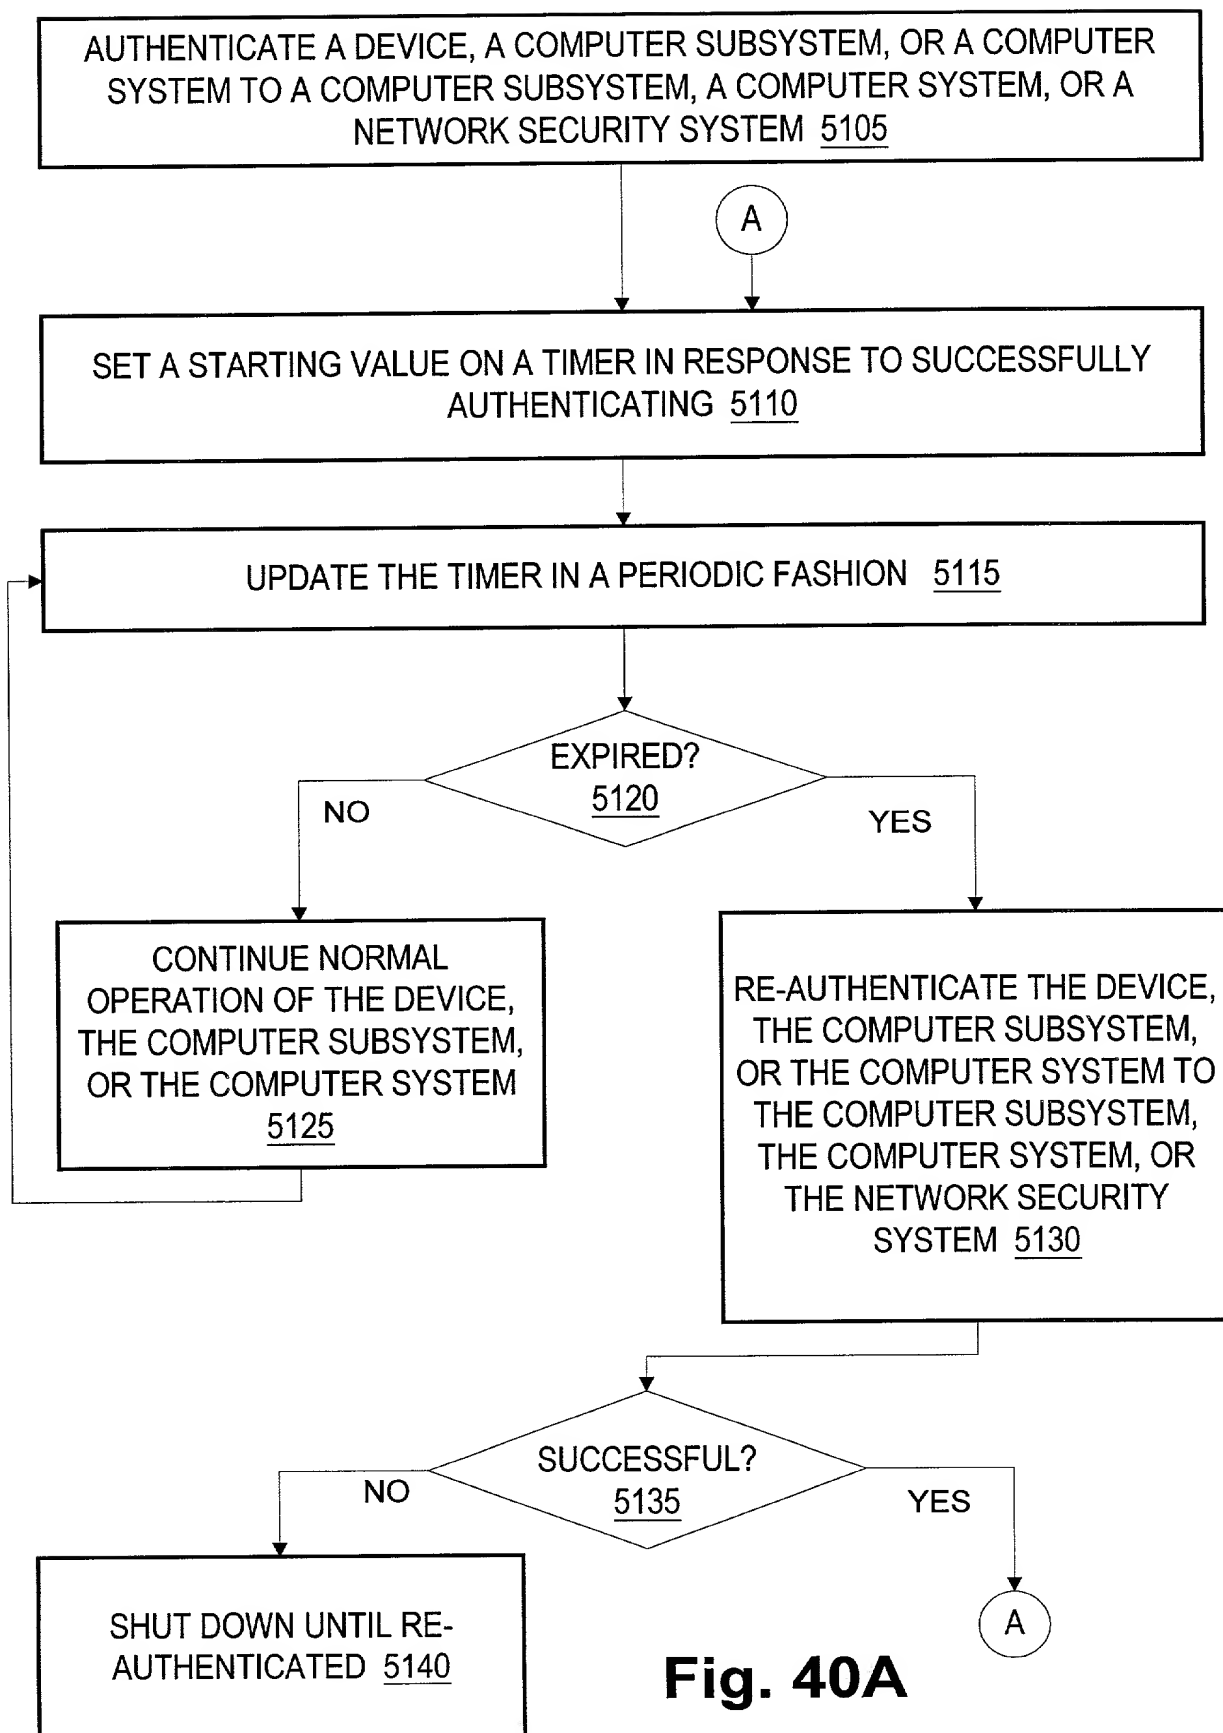 AUTHENTICATE A DEVICE, A COMPUTER SUBSYSTEM, OR A COMPUTER
SYSTEM TO A COMPUTER SUBSYSTEM, A COMPUTER SYSTEM, OR A
NETWORK SECURITY SYSTEM 5105
A
SET A STARTING VALUE ON A TIMER IN RESPONSE TO SUCCESSFULLY
AUTHENTICATING 5110
UPDATE THE TIMER IN A PERIODIC FASHION 5115
EXPIRED?
5120
NO
YES
CONTINUE NORMAL
OPERATION OF THE DEVICE,
THE COMPUTER SUBSYSTEM,
OR THE COMPUTER SYSTEM
5125
RE-AUTHENTICATE THE DEVICE,
THE COMPUTER SUBSYSTEM,
OR THE COMPUTER SYSTEM TO
THE COMPUTER SUBSYSTEM,
THE COMPUTER SYSTEM, OR
THE NETWORK SECURITY
SYSTEM 5130
SUCCESSFUL?
5135
NO
YES
SHUT DOWN UNTIL RE-
AUTHENTICATED 5140
A
Fig. 40A